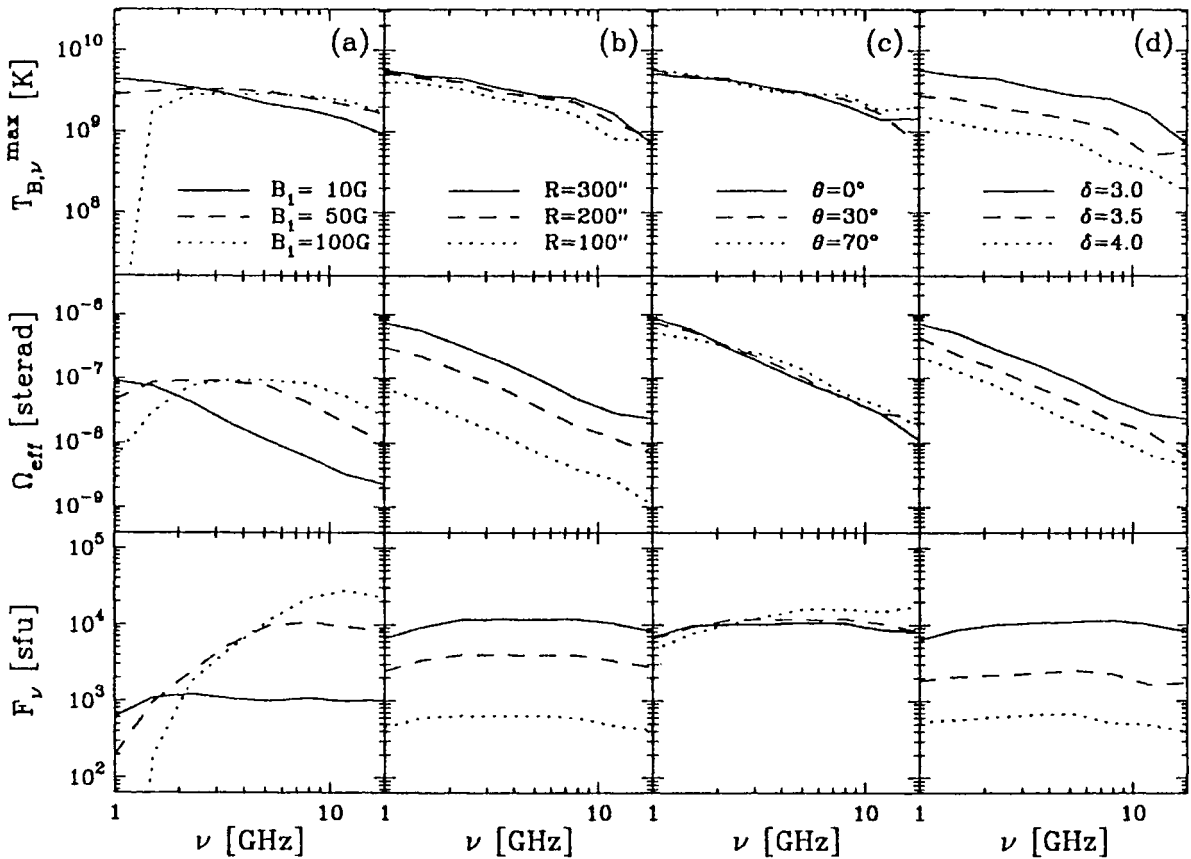 (a) (b) (c) (d)
T_{B,ν}^{max} [K]
10^{10}
10^9
10^8
B_1= 10G
B_1= 50G
B_1=100G
R=300"
R=200"
R=100"
θ=0°
θ=30°
θ=70°
δ=3.0
δ=3.5
δ=4.0
Ω_{eff} [sterad]
10^{-6}
10^{-7}
10^{-8}
10^{-9}
F_ν [sfu]
10^5
10^4
10^3
10^2
1 10 1 10 1 10 1 10
ν [GHz] ν [GHz] ν [GHz] ν [GHz]